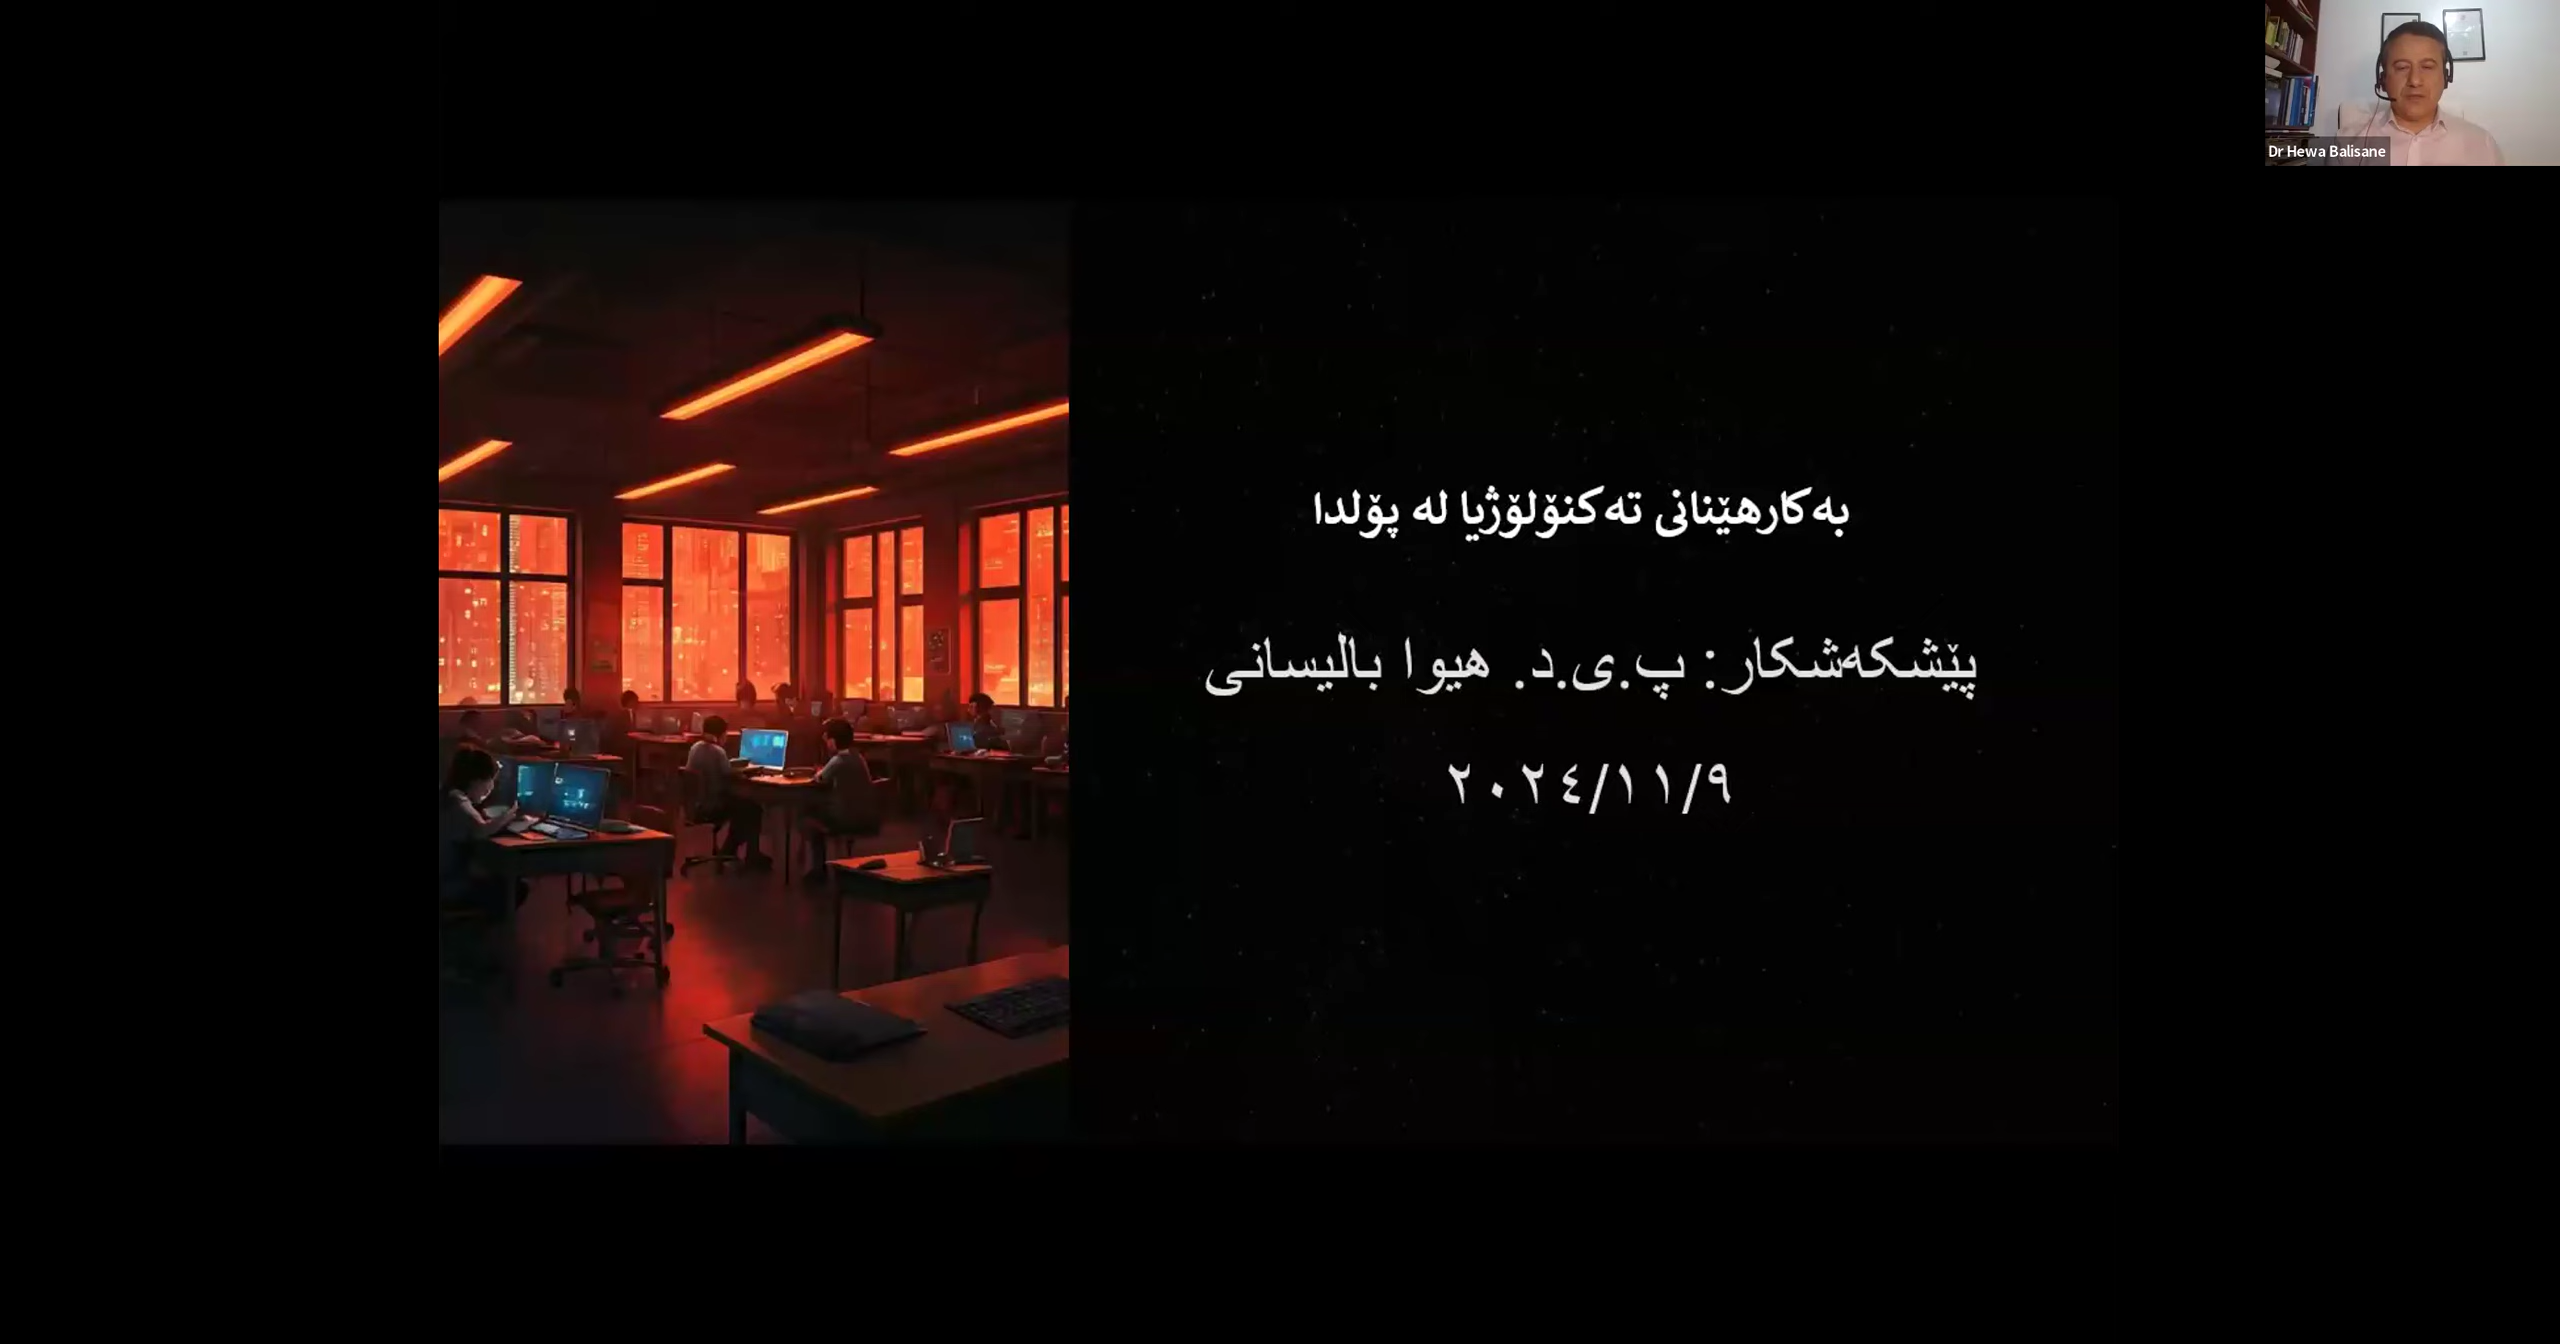 Dr Hewa Balisane
بەکارهێنانی تەکنۆلۆژیا لە پۆلدا
پێشکەشکار: پ.ی.د. هیوا بالیسانی
٢٠٢٤/١١/٩